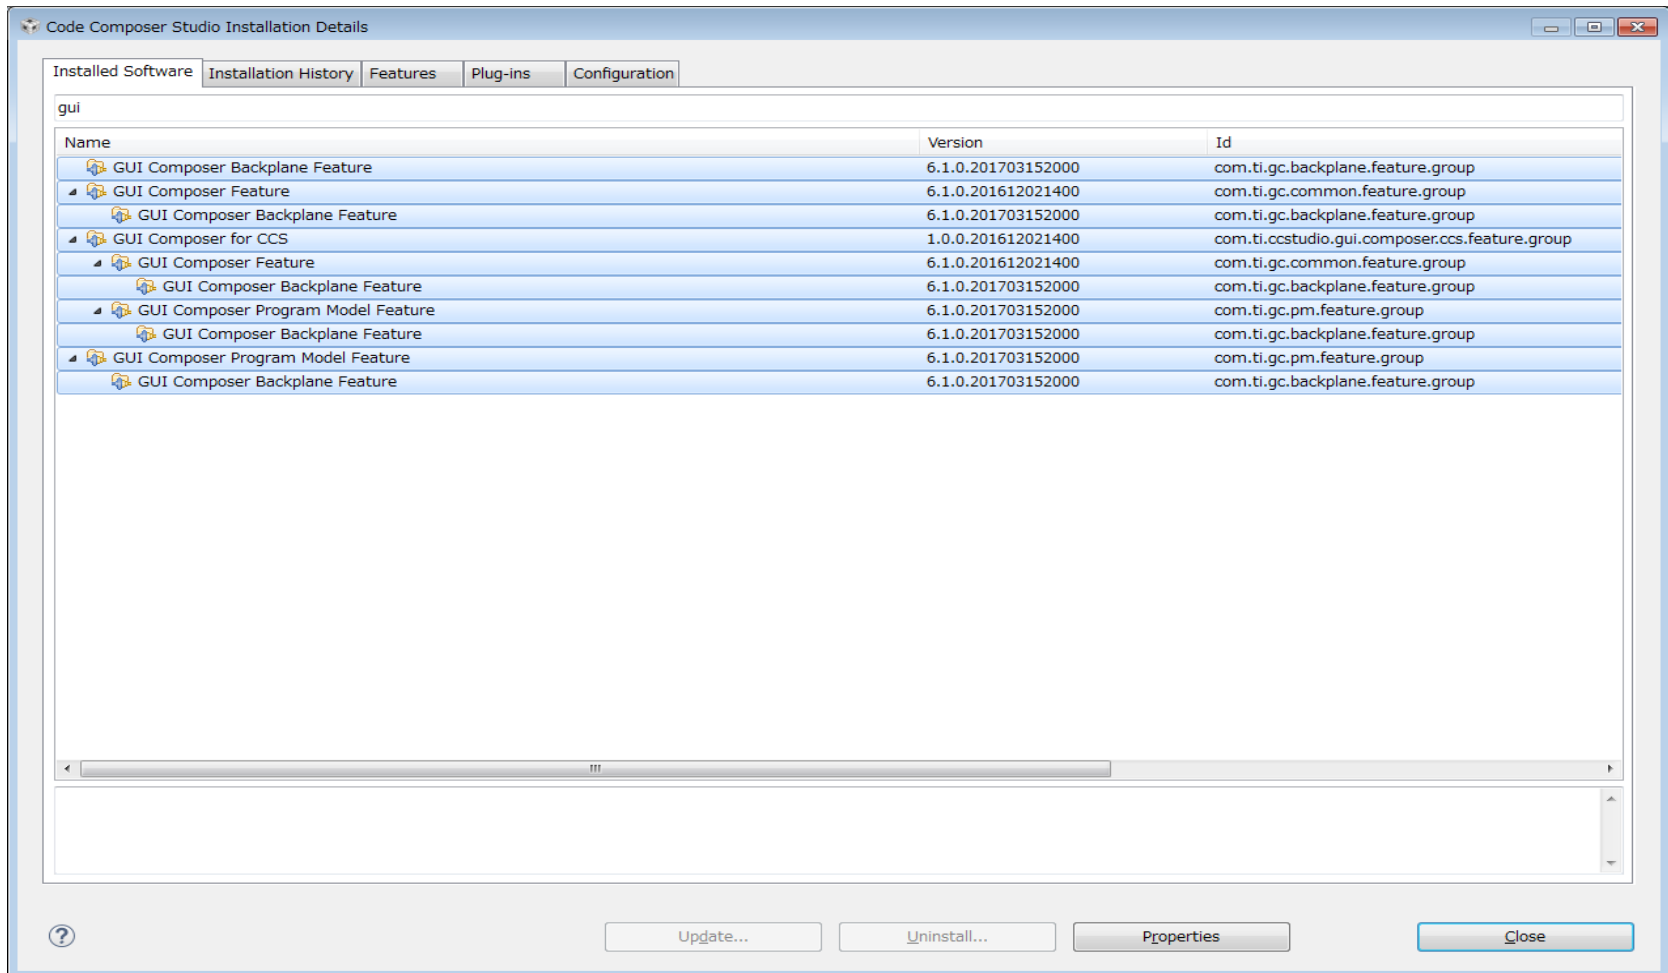 Code Composer Studio Installation Details
Installed Software Installation History Features Plug-ins Configuration
gui
Name Version Id
GUI Composer Backplane Feature 6.1.0.201703152000 com.ti.gc.backplane.feature.group
GUI Composer Feature 6.1.0.201612021400 com.ti.gc.common.feature.group
GUI Composer Backplane Feature 6.1.0.201703152000 com.ti.gc.backplane.feature.group
GUI Composer for CCS 1.0.0.201612021400 com.ti.ccstudio.gui.composer.ccs.feature.group
GUI Composer Feature 6.1.0.201612021400 com.ti.gc.common.feature.group
GUI Composer Backplane Feature 6.1.0.201703152000 com.ti.gc.backplane.feature.group
GUI Composer Program Model Feature 6.1.0.201703152000 com.ti.gc.pm.feature.group
GUI Composer Backplane Feature 6.1.0.201703152000 com.ti.gc.backplane.feature.group
GUI Composer Program Model Feature 6.1.0.201703152000 com.ti.gc.pm.feature.group
GUI Composer Backplane Feature 6.1.0.201703152000 com.ti.gc.backplane.feature.group
? Update... Uninstall... Properties Close